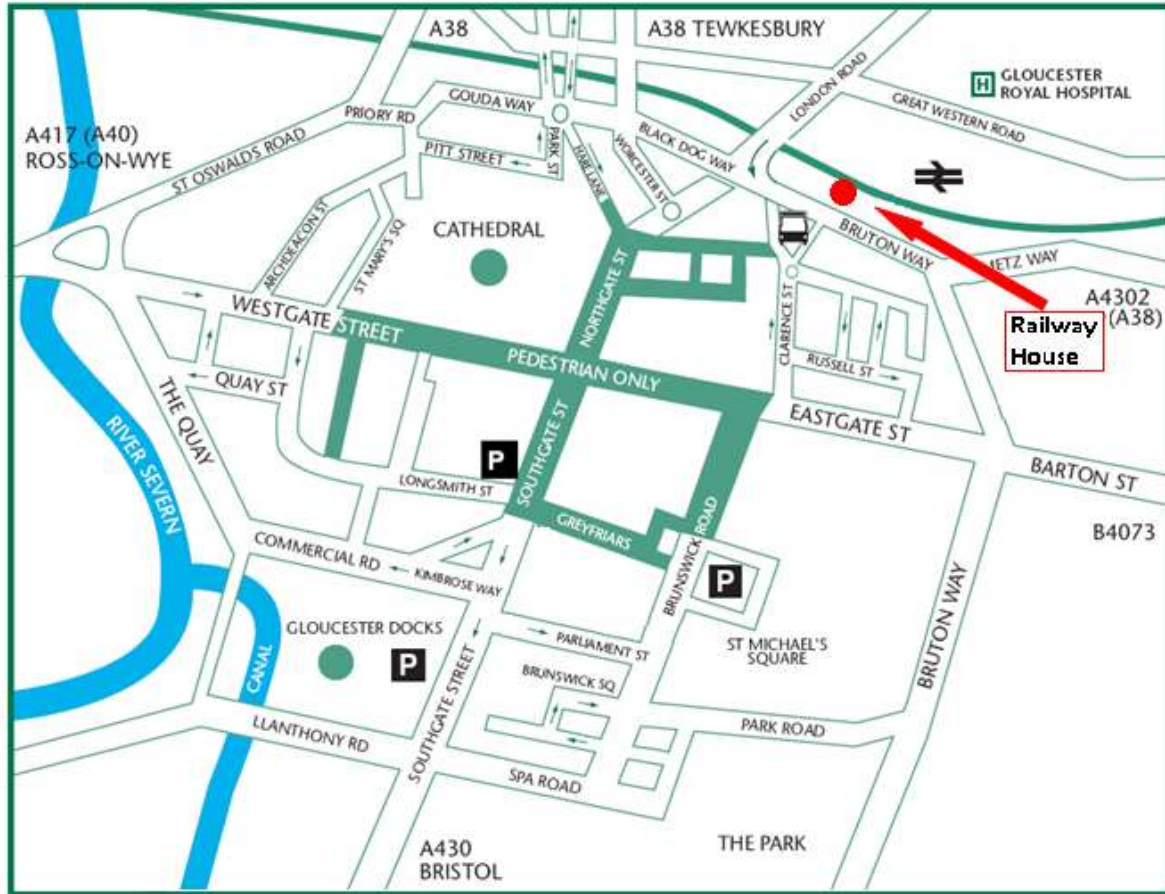 A38
A38 TEWKESBURY
LONDON ROAD
H GLOUCESTER
ROYAL HOSPITAL
GREAT WESTERN ROAD
GOUDA WAY
PRIORY RD
BLACK DOG WAY
A417 (A40)
ROSS-ON-WYE
ST OSWALDS ROAD
PITT STREET
PARK ST
HARE LANE
WORCESTER ST
ARCHDEACON ST
ST MARY'S SQ
CATHEDRAL
BRUTON WAY
METZ WAY
NORTHGATE ST
A4302
(A38)
Railway
House
WESTGATE STREET
PEDESTRIAN ONLY
CLARENCE ST
RUSSELL ST
QUAY ST
THE QUAY
EASTGATE ST
RIVER SEVERN
P
SOUTHGATE ST
BARTON ST
LONGSMITH ST
GREYFRIARS
BRUNSWICK ROAD
B4073
COMMERCIAL RD
KIMBROSE WAY
P
BRUTON WAY
GLOUCESTER DOCKS
P
PARLIAMENT ST
ST MICHAEL'S
SQUARE
CANAL
BRUNSWICK SQ
SOUTHGATE STREET
LLANTHONY RD
PARK ROAD
SPA ROAD
A430
BRISTOL
THE PARK